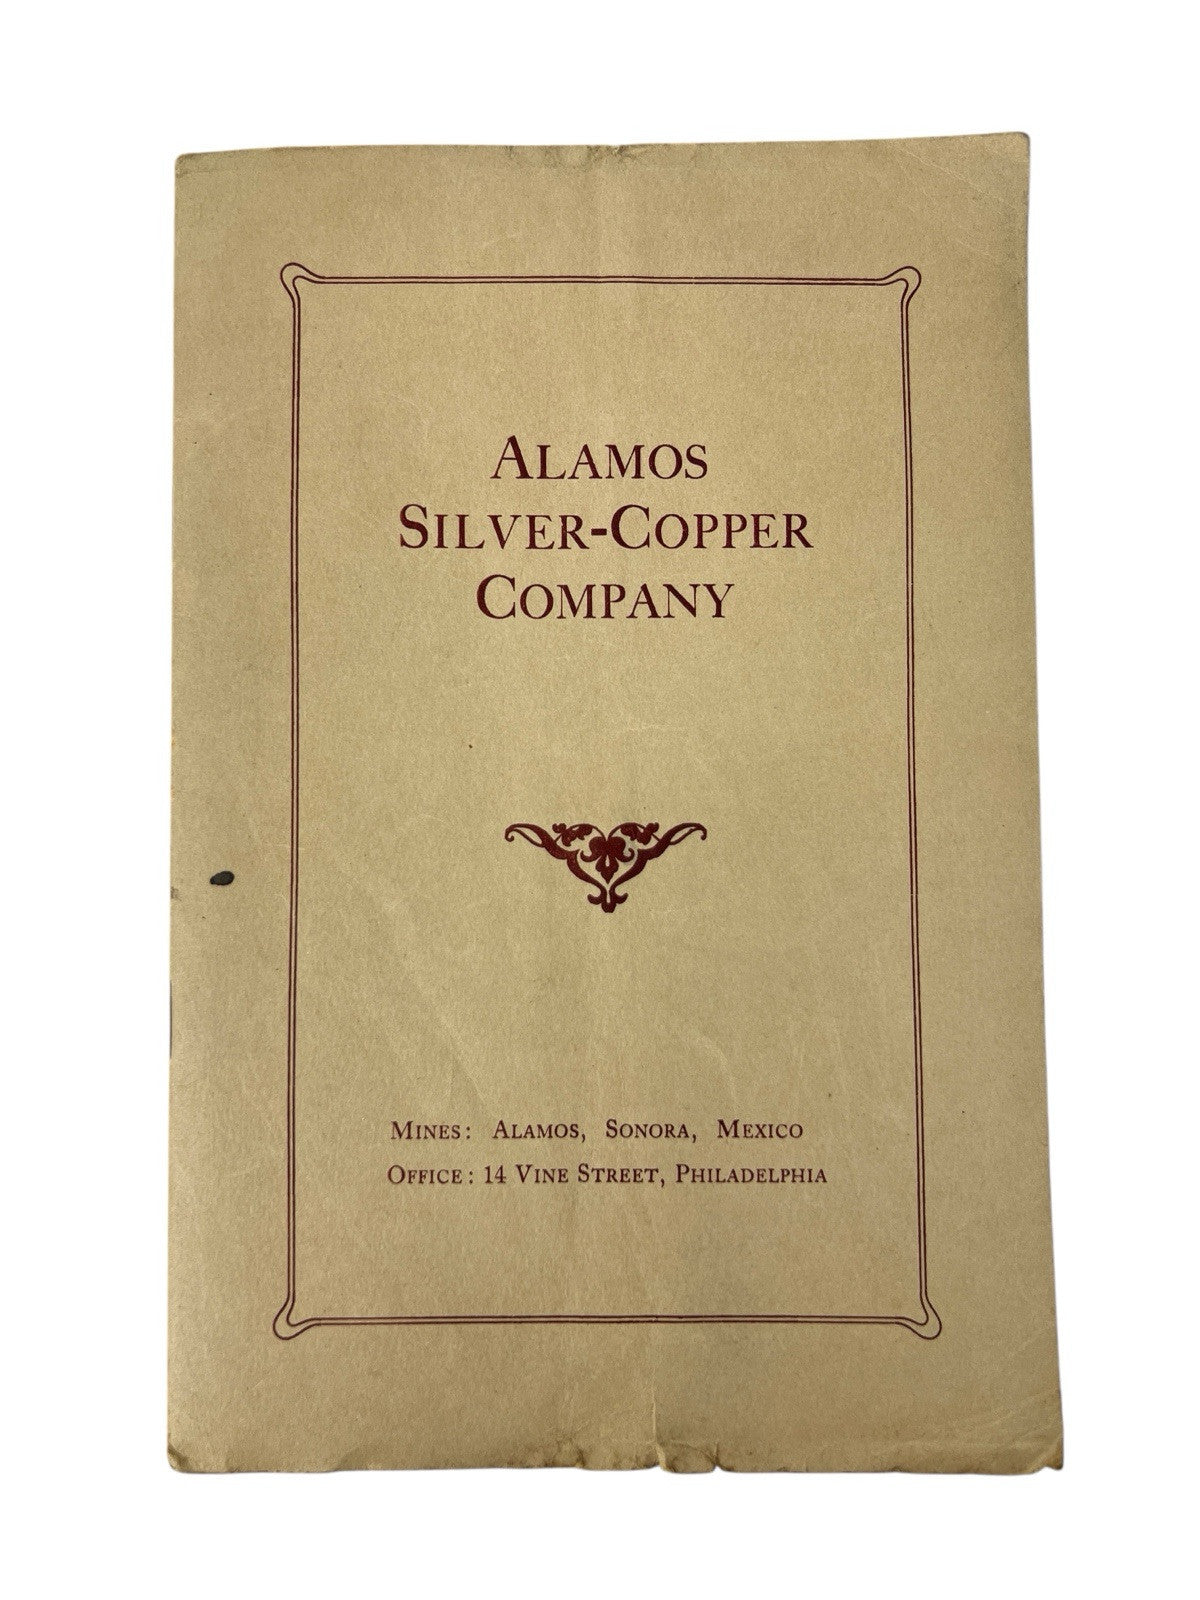 ALAMOS
SILVER-COPPER
COMPANY
MINES: ALAMOS, SONORA, MEXICO
OFFICE: 14 VINE STREET, PHILADELPHIA